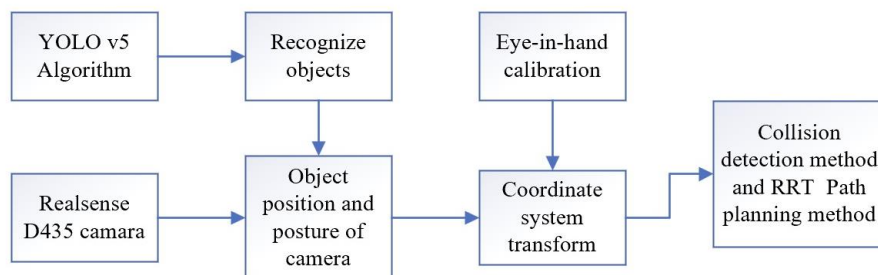 YOLO v5
Algorithm
Recognize
objects
Eye-in-hand
calibration
Realsense
D435 camara
Object
position and
posture of
camera
Coordinate
system
transform
Collision
detection method
and RRT Path
planning method